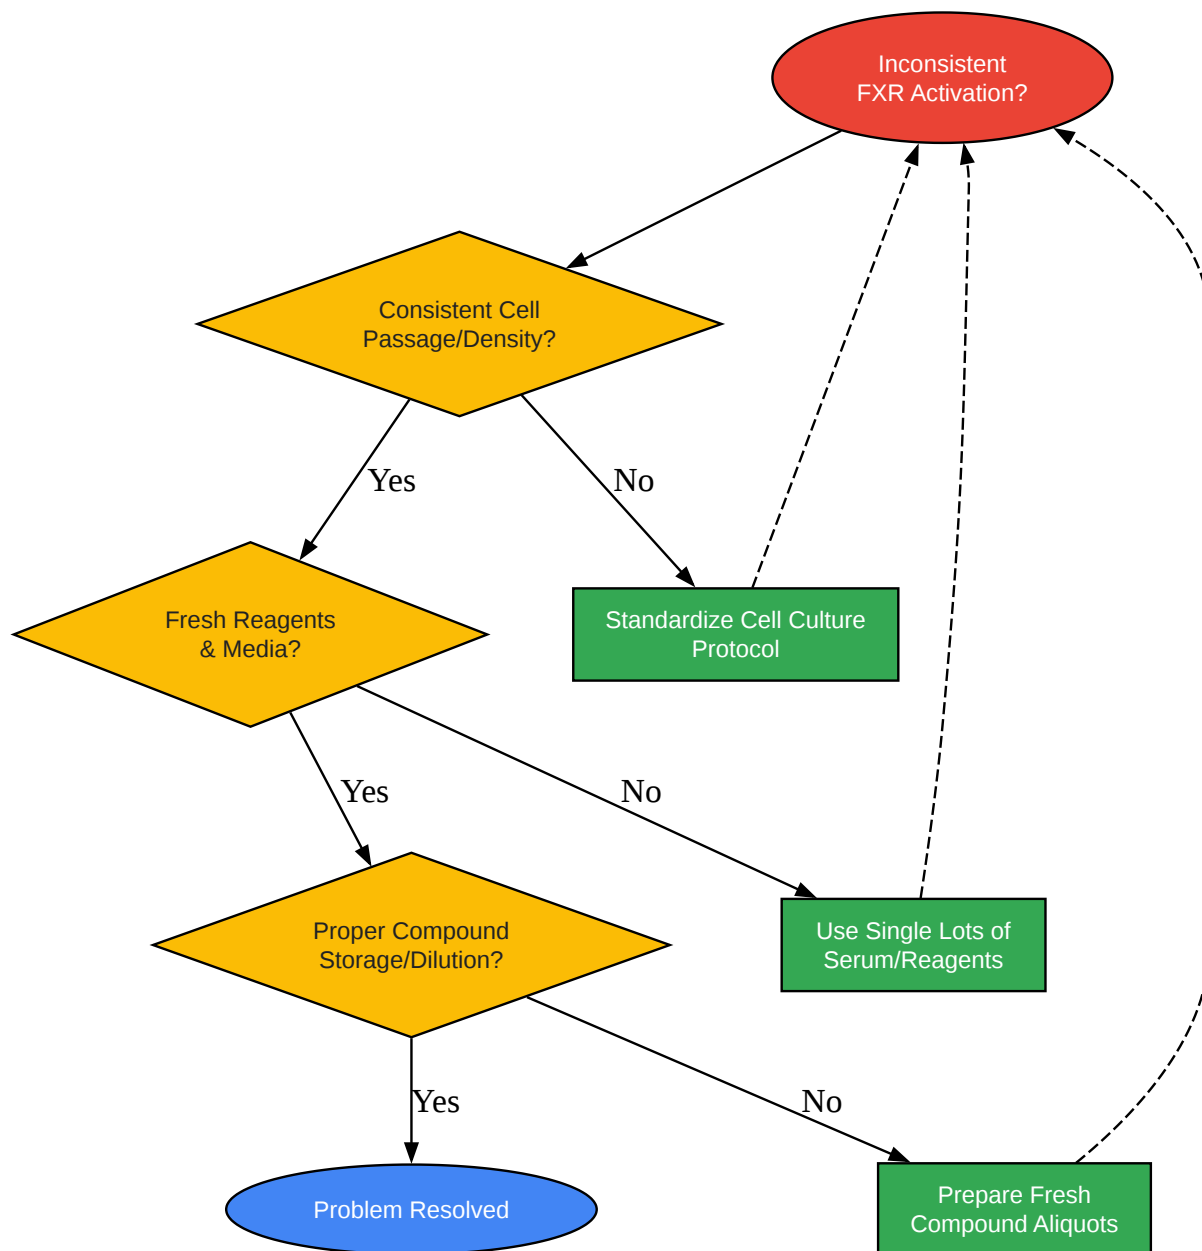 Inconsistent
FXR Activation?
Consistent Cell
Passage/Density?
Yes
No
Fresh Reagents
& Media?
Standardize Cell Culture
Protocol
Yes
No
Proper Compound
Storage/Dilution?
Use Single Lots of
Serum/Reagents
Yes
No
Problem Resolved
Prepare Fresh
Compound Aliquots